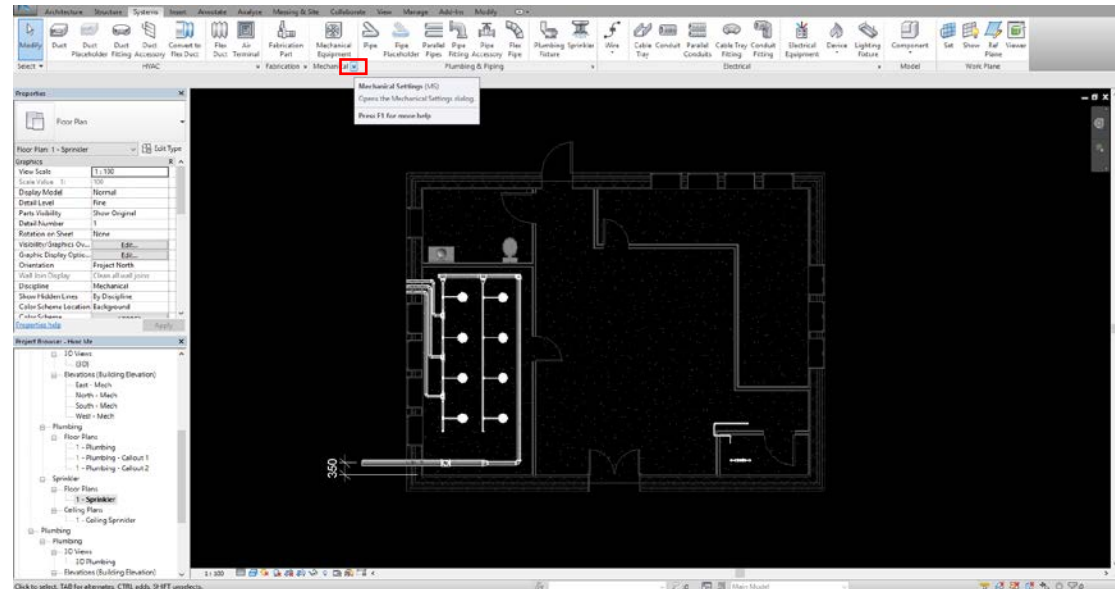 Architecture Structure Systems Insert Annotate Analyze Massing & Site Collaborate View Manage Add-Ins Modify
Modify Duct Duct Placeholder Duct Fitting Duct Accessory Convert to Flex Duct Flex Duct Air Terminal Fabrication Part Mechanical Equipment Pipe Pipe Placeholder Parallel Pipes Pipe Fitting Pipe Accessory Flex Pipe Plumbing Fixture Sprinkler Wire Cable Tray Conduit Parallel Conduits Cable Tray Fitting Conduit Fitting Electrical Equipment Device Lighting Fixture Component Set Show Ref Plane Viewer
Select HVAC Fabrication Mechanical Plumbing & Piping Electrical Model Work Plane
Mechanical Settings (MS)
Opens the Mechanical Settings dialog.
Press F1 for more help
Properties
Floor Plan
Floor Plan: 1 - Sprinkler Edit Type
Graphics
View Scale 1 : 100
Scale Value 1: 100
Display Model Normal
Detail Level Fine
Parts Visibility Show Original
Detail Number 1
Rotation on Sheet None
Visibility/Graphics Ov... Edit...
Graphic Display Optio... Edit...
Orientation Project North
Wall Join Display Clean all wall joins
Discipline Mechanical
Show Hidden Lines By Discipline
Color Scheme Location Background
Color Scheme
Properties help Apply
Project Browser -
3D Views
{3D}
Elevations (Building Elevation)
East - Mech
North - Mech
South - Mech
West - Mech
Plumbing
Floor Plans
1 - Plumbing
1 - Plumbing - Callout 1
1 - Plumbing - Callout 2
Sprinkler
Floor Plans
1 - Sprinkler
Ceiling Plans
1 - Ceiling Sprinkler
Plumbing
Plumbing
3D Views
3D Plumbing
Elevations (Building Elevation)
350
1 : 100
Click to select, TAB for alternates, CTRL adds, SHIFT unselects.
Main Model